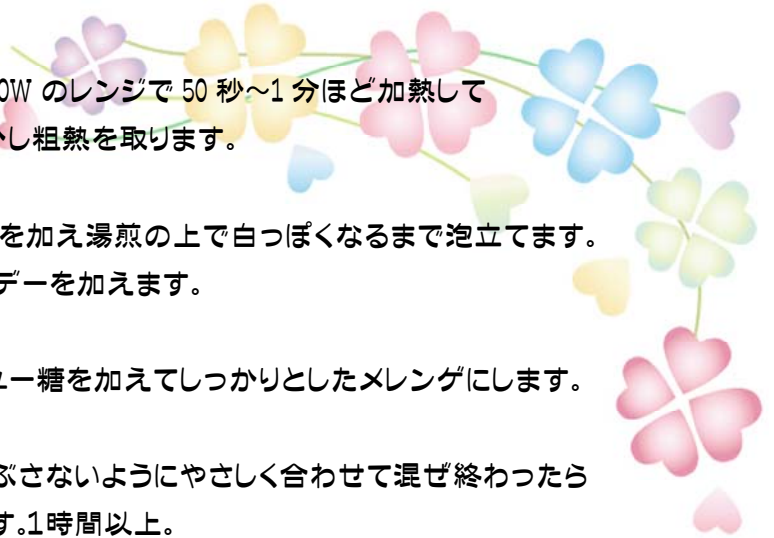 0W のレンジで 50 秒～1 分ほど加熱して
し粗熱を取ります。
を加え湯煎の上で白っぽくなるまで泡立てます。
デーを加えます。
ュー糖を加えてしっかりとしたメレンゲにします。
ぶさないようにやさしく合わせて混ぜ終わったら
す。1時間以上。